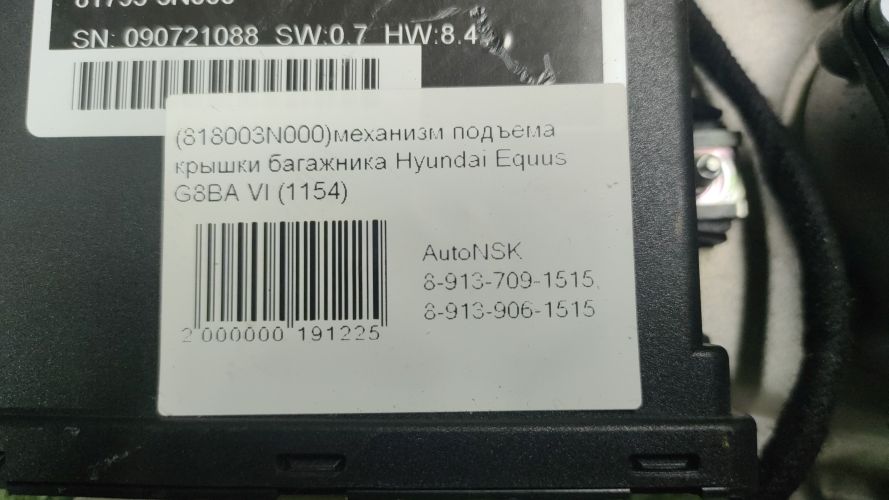 SN: 090721088 SW:0.7 HW:8.4
(818003N000)механизм подъема
крышки багажника Hyundai Equus
G8BA VI (1154)
AutoNSK
8-913-709-1515,
8-913-906-1515
2 000000 191225